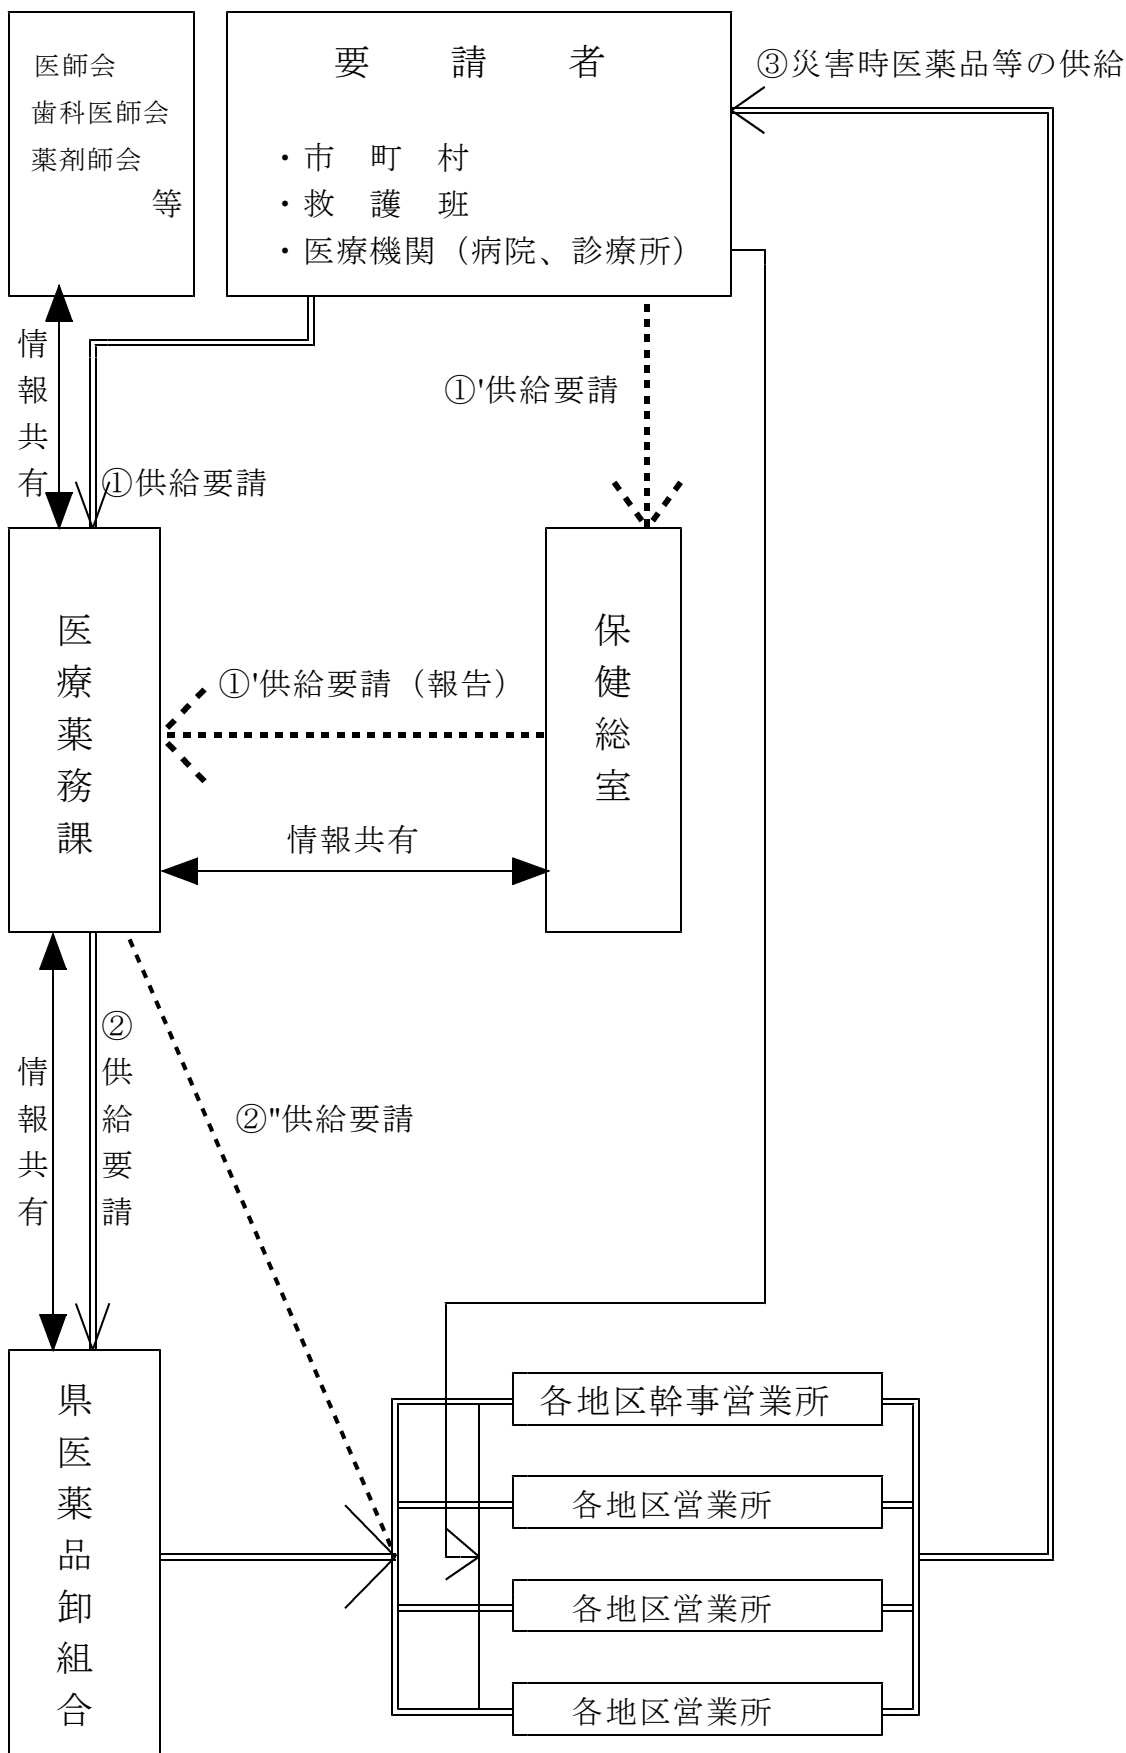 医師会
歯科医師会
薬剤師会
等
要　請　者
・市　町　村
・救　護　班
・医療機関（病院、診療所）
③災害時医薬品等の供給
情報共有
①供給要請
①'供給要請
医療薬務課
①'供給要請（報告）
情報共有
保健総室
情報共有
②供給要請
②"供給要請
県医薬品卸組合
各地区幹事営業所
各地区営業所
各地区営業所
各地区営業所